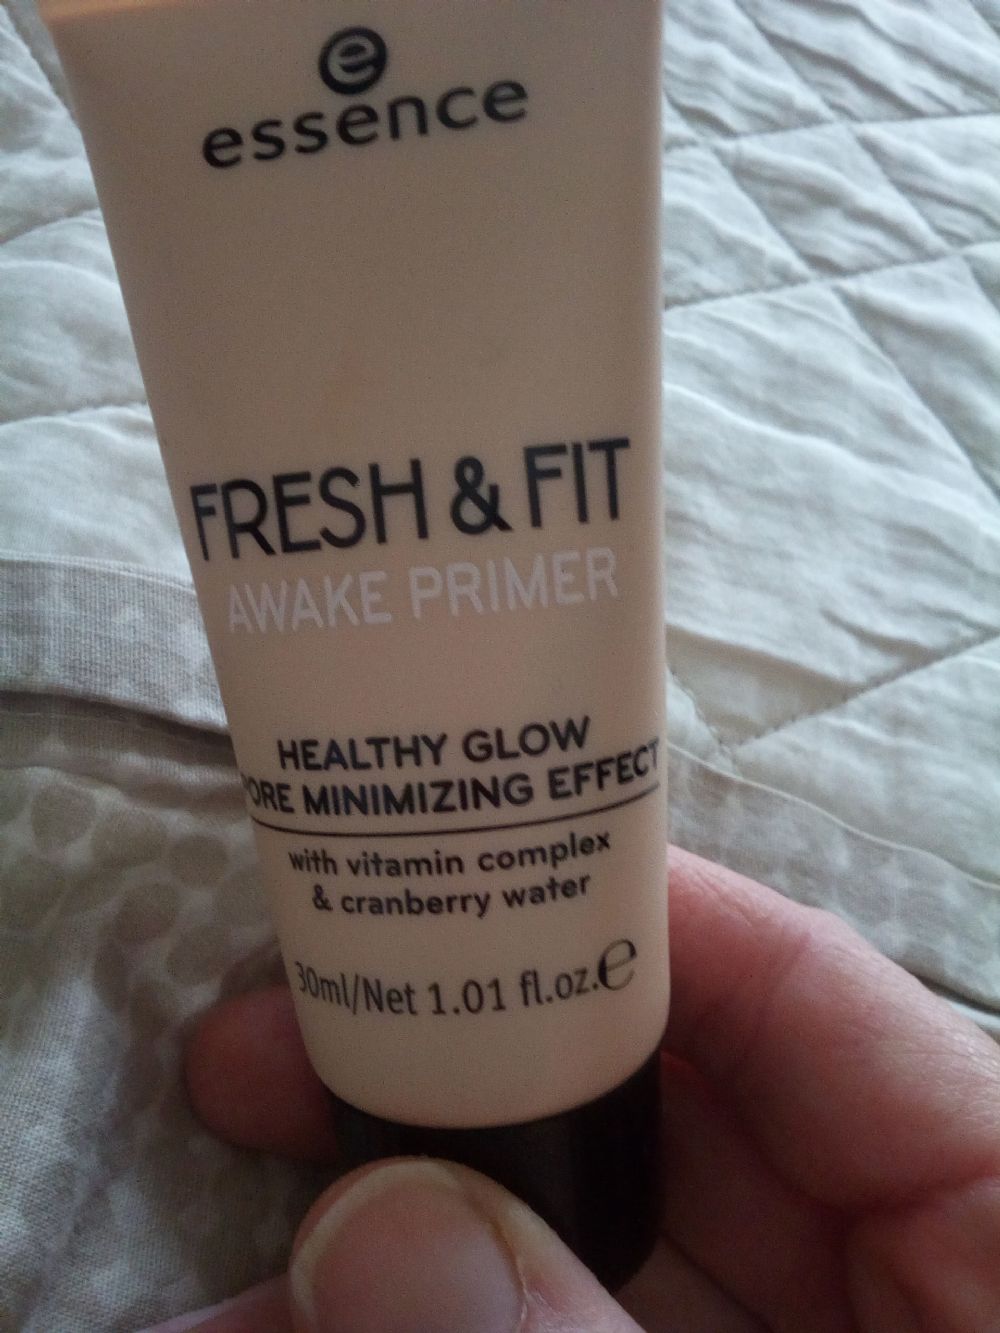 e
essence
FRESH & FIT
AWAKE PRIMER
HEALTHY GLOW
PORE MINIMIZING EFFECT
with vitamin complex
& cranberry water
30ml/Net 1.01 fl.oz.℮